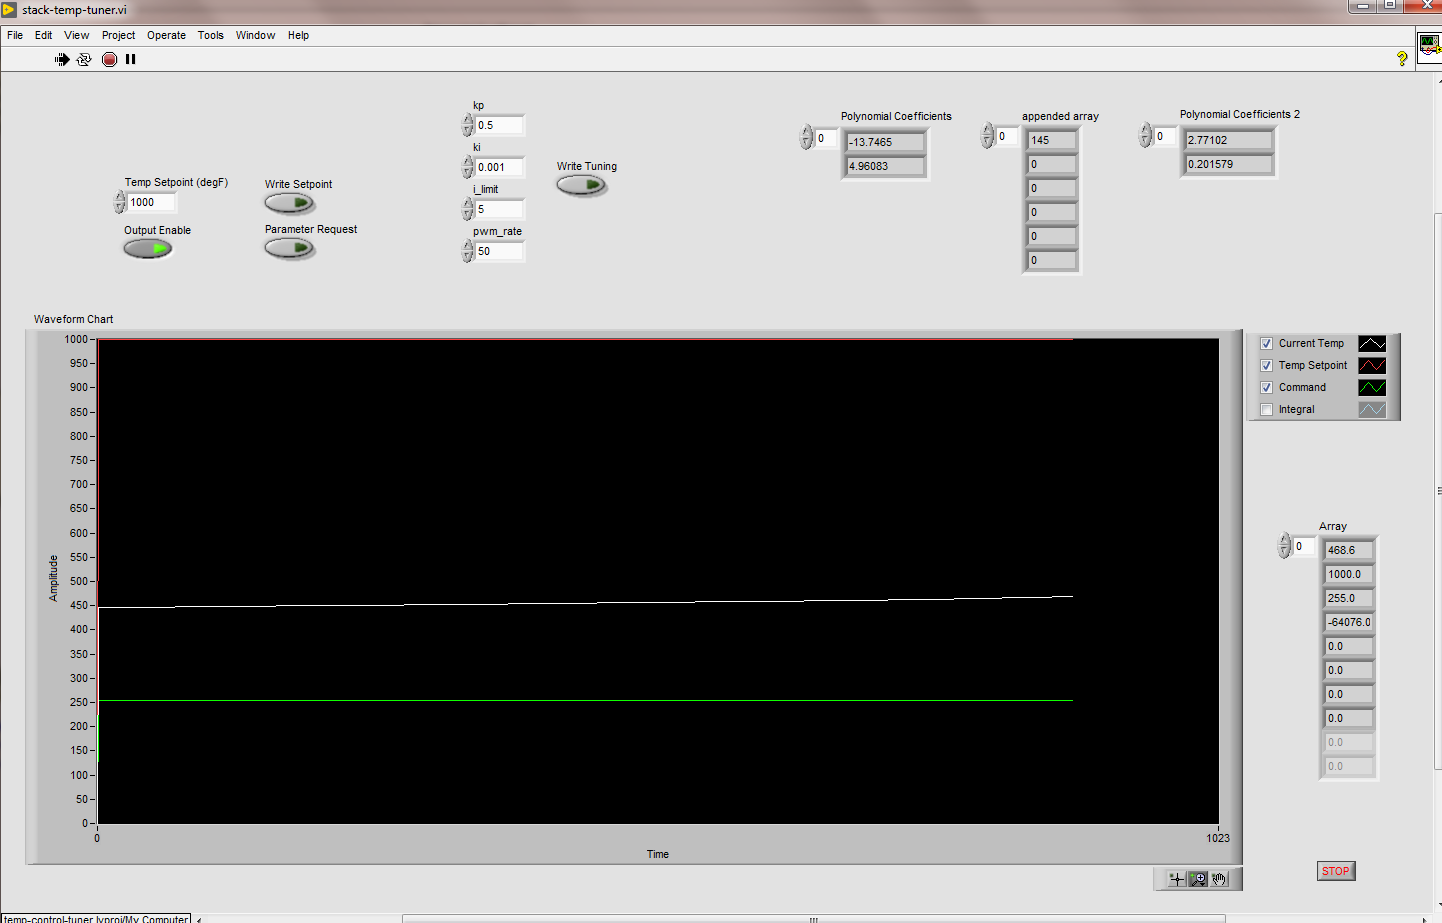 stack-temp-tuner.vi
File Edit View Project Operate Tools Window Help
?
kp
0.5
ki
0.001
i_limit
5
pwm_rate
50
Write Tuning
Temp Setpoint (degF)
1000
Output Enable
Write Setpoint
Parameter Request
Polynomial Coefficients
0
-13.7465
4.96083
appended array
0
145
0
0
0
0
0
Polynomial Coefficients 2
0
2.77102
0.201579
Waveform Chart
1000
950
900
850
800
750
700
650
600
550
500
450
400
350
300
250
200
150
100
50
0
Amplitude
0
1023
Time
Current Temp
Temp Setpoint
Command
Integral
Array
0
468.6
1000.0
255.0
-64076.0
0.0
0.0
0.0
0.0
0.0
0.0
STOP
temp-control-tuner.lvproj/My Computer